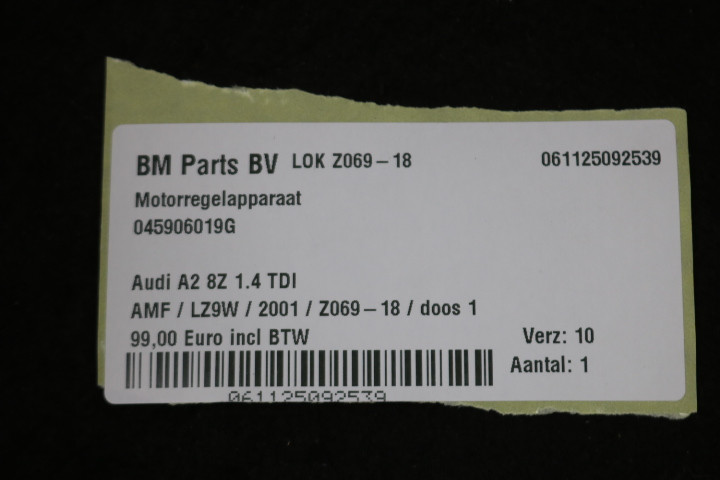 BM Parts BV LOK Z069-18 061125092539
Motorregelapparaat
045906019G
Audi A2 8Z 1.4 TDI
AMF / LZ9W / 2001 / Z069-18 / doos 1
99,00 Euro incl BTW Verz: 10
Aantal: 1
061125092539